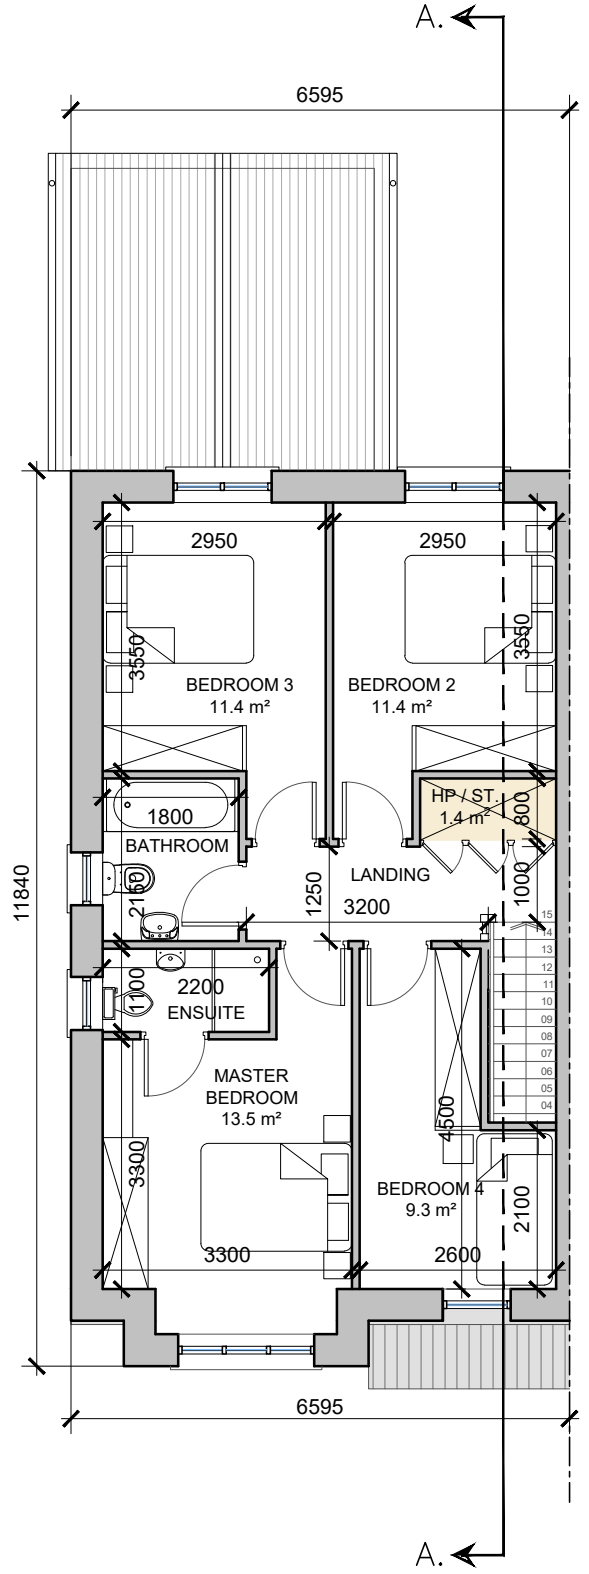 A.
6595
2950
2950
3550
3550
BEDROOM 3
11.4 m²
BEDROOM 2
11.4 m²
HP / ST.
1.4 m²
800
1800
BATHROOM
2150
LANDING
1250
3200
1000
11840
15
14
13
12
11
10
09
08
07
06
05
04
1100
2200
ENSUITE
MASTER
BEDROOM
13.5 m²
4500
3300
BEDROOM 4
9.3 m²
2100
3300
2600
6595
A.